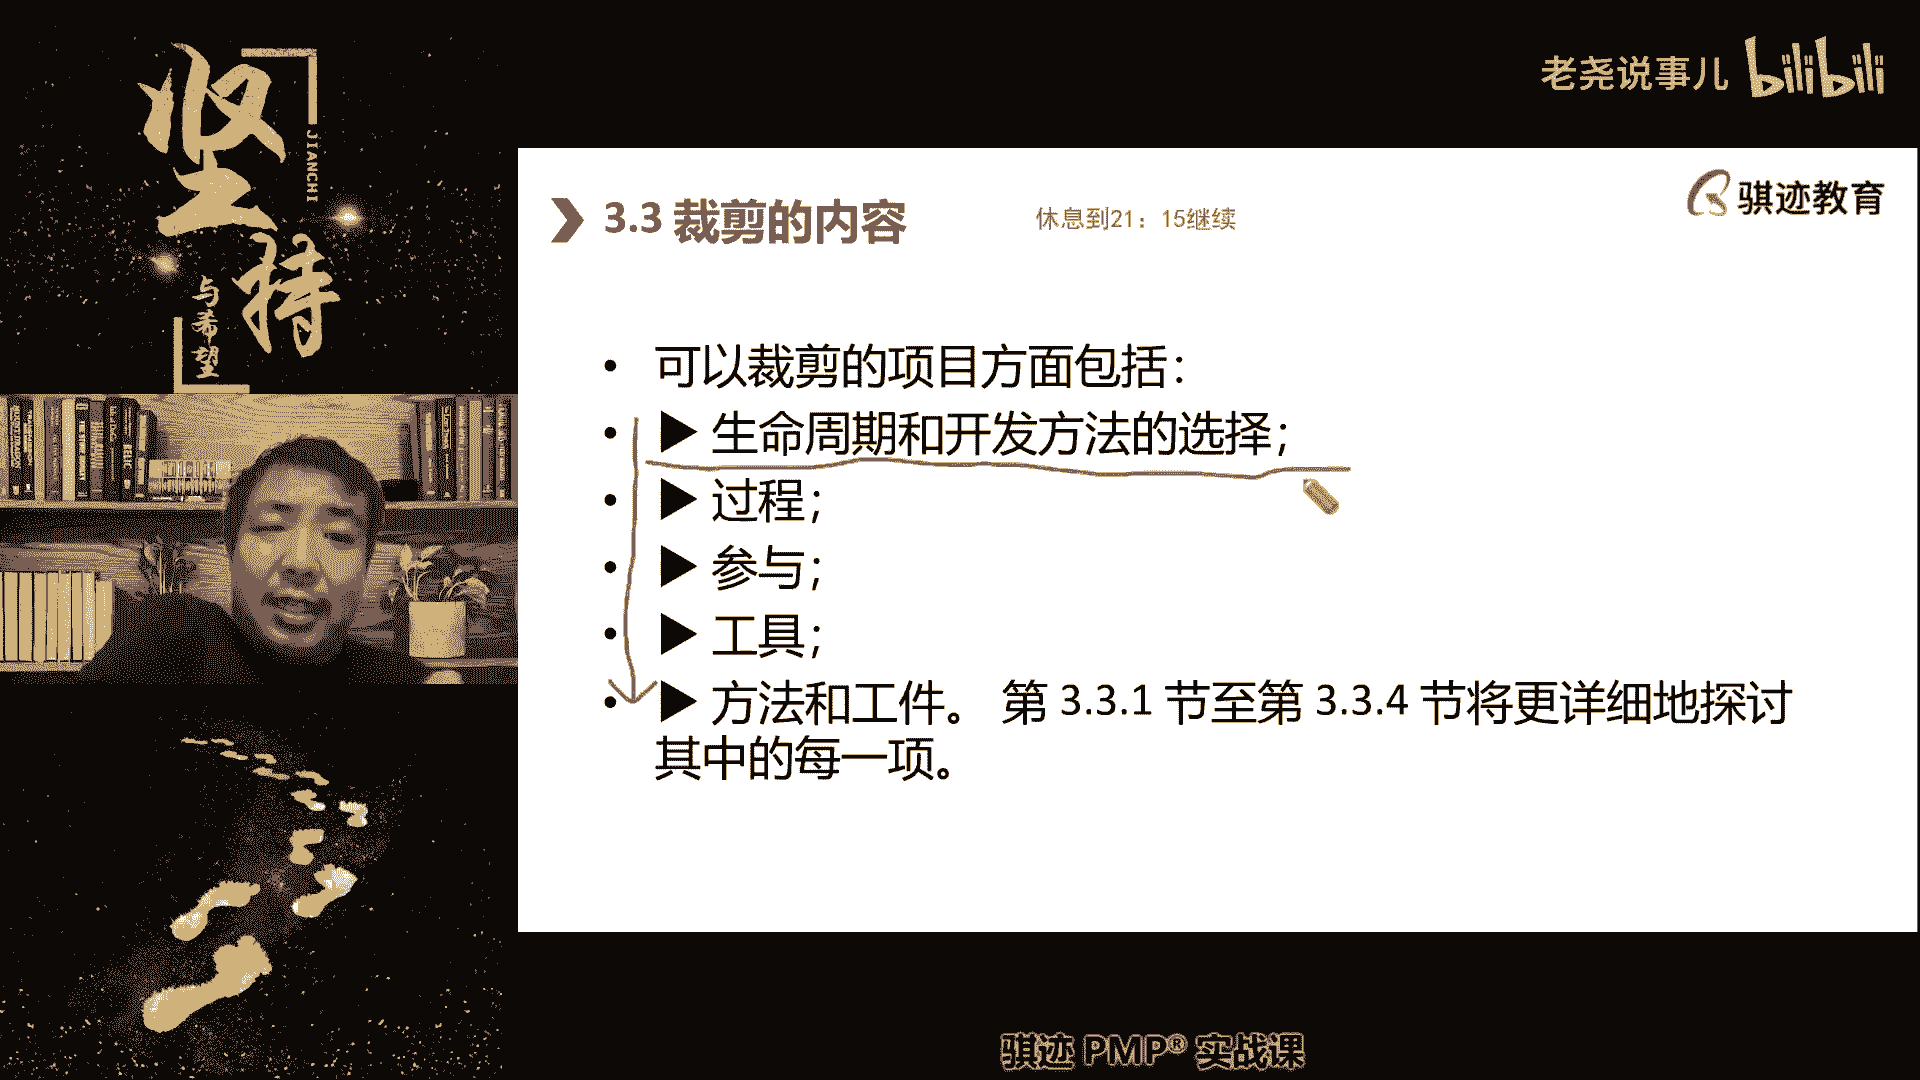 坚持
JIANCHI
与希望
老尧说事儿 bilibili
骐迹教育
3.3 裁剪的内容
休息到21：15继续
• 可以裁剪的项目方面包括：
• ▶ 生命周期和开发方法的选择；
• ▶ 过程；
• ▶ 参与；
• ▶ 工具；
• ▶ 方法和工件。 第 3.3.1 节至第 3.3.4 节将更详细地探讨
其中的每一项。
骐迹 PMP® 实战课